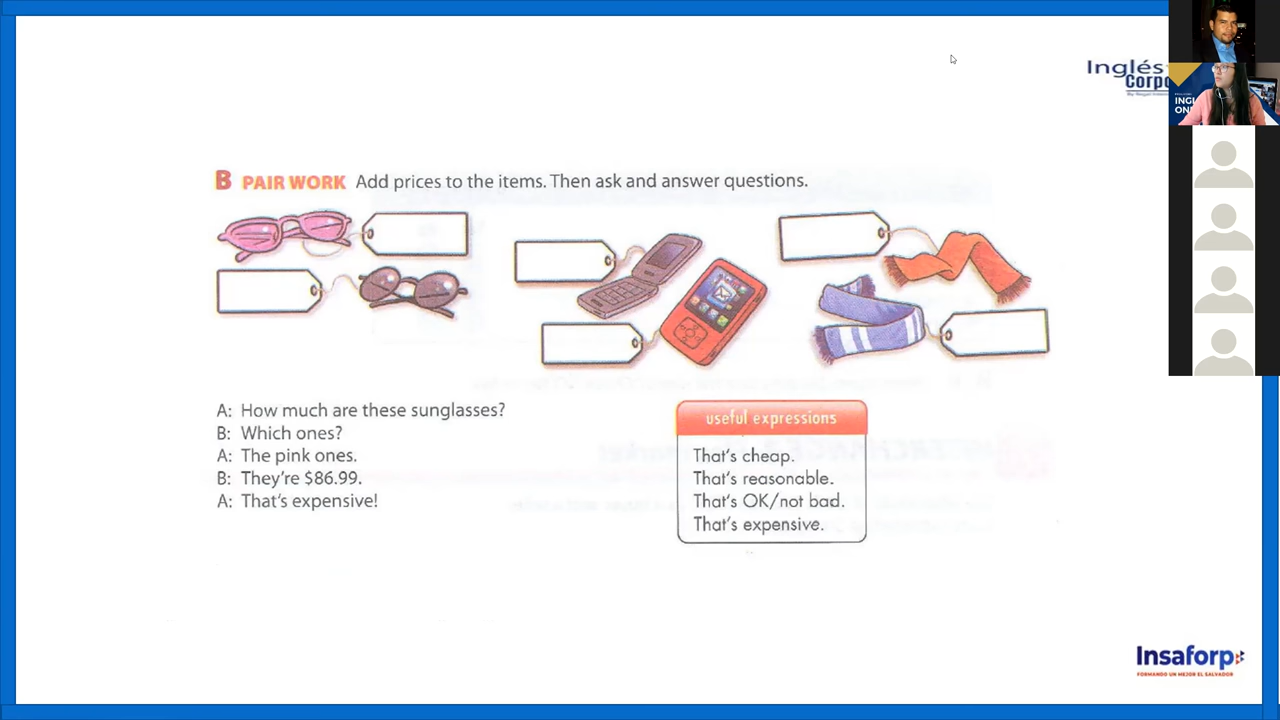 Inglés
Corpo
B PAIR WORK Add prices to the items. Then ask and answer questions.
A: How much are these sunglasses?
B: Which ones?
A: The pink ones.
B: They're $86.99.
A: That's expensive!
useful expressions
That's cheap.
That's reasonable.
That's OK/not bad.
That's expensive.
Insaforp
FORMANDO UN MEJOR EL SALVADOR